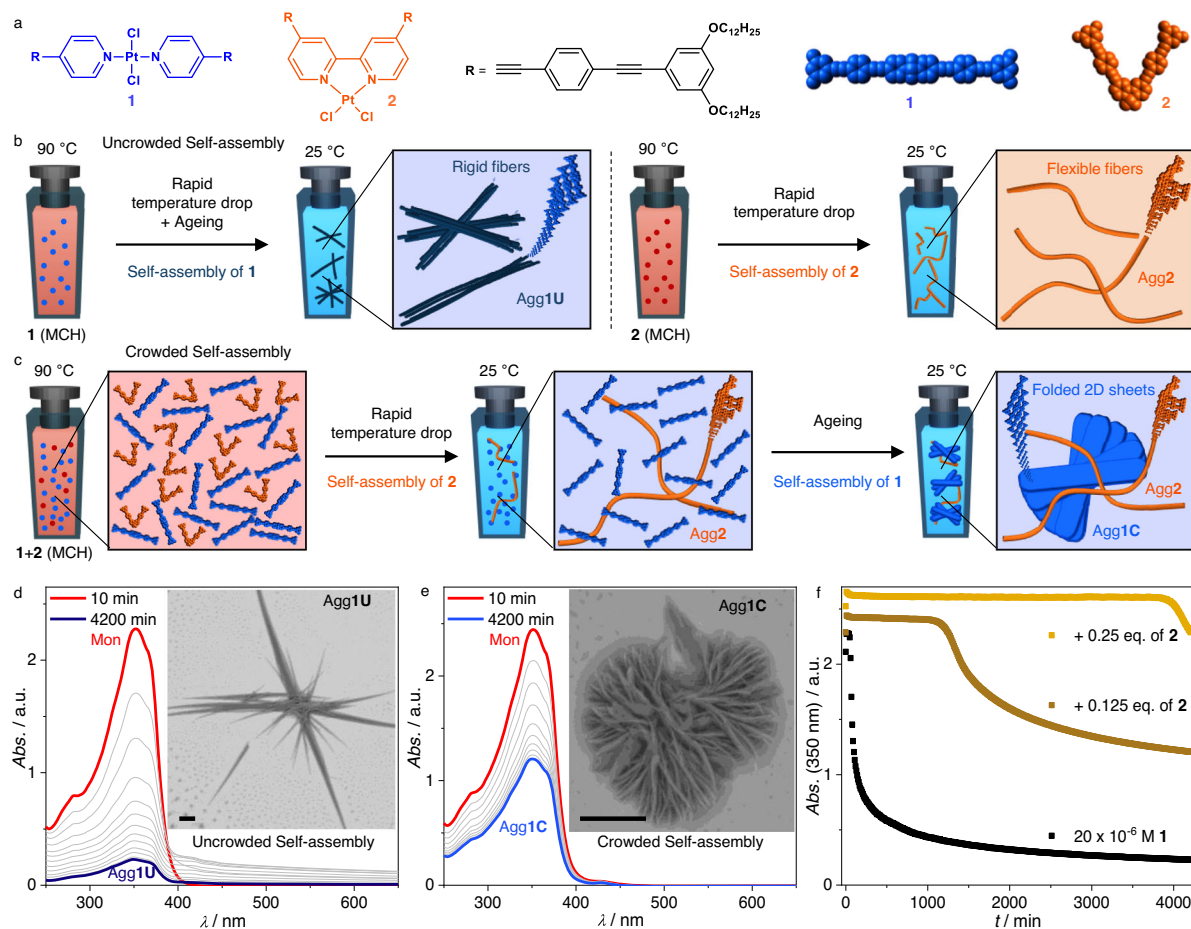 a
R
N
Cl
Pt
Cl
N
R
1
R
R
N
N
Pt
Cl
Cl
2
R =
OC12H25
OC12H25
1
2
b
90 °C
Uncrowded Self-assembly
Rapid
temperature drop
+ Ageing
Self-assembly of 1
1 (MCH)
25 °C
Rigid fibers
Agg1U
90 °C
Rapid
temperature drop
Self-assembly of 2
2 (MCH)
25 °C
Flexible fibers
Agg2
c
90 °C
Crowded Self-assembly
1+2 (MCH)
Rapid
temperature drop
Self-assembly of 2
25 °C
Agg2
Ageing
Self-assembly of 1
25 °C
Folded 2D sheets
Agg2
Agg1C
d
10 min
4200 min
Mon
Agg1U
Agg1U
Uncrowded Self-assembly
Abs. / a.u.
2
1
0
300
400
500
600
λ / nm
e
10 min
4200 min
Mon
Agg1C
Agg1C
Crowded Self-assembly
Abs. / a.u.
2
1
0
300
400
500
600
λ / nm
f
+ 0.25 eq. of 2
+ 0.125 eq. of 2
20 x 10-6 M 1
Abs. (350 nm) / a.u.
2
1
0
0
1000
2000
3000
4000
t / min